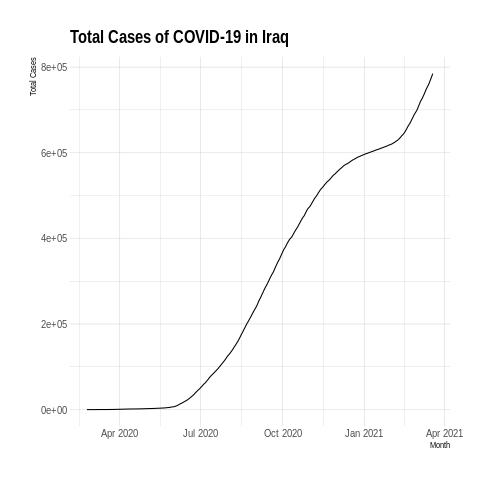 Total Cases of COVID-19 in Iraq
Total Cases
8e+05
6e+05
4e+05
2e+05
0e+00
Apr 2020 Jul 2020 Oct 2020 Jan 2021 Apr 2021
Month